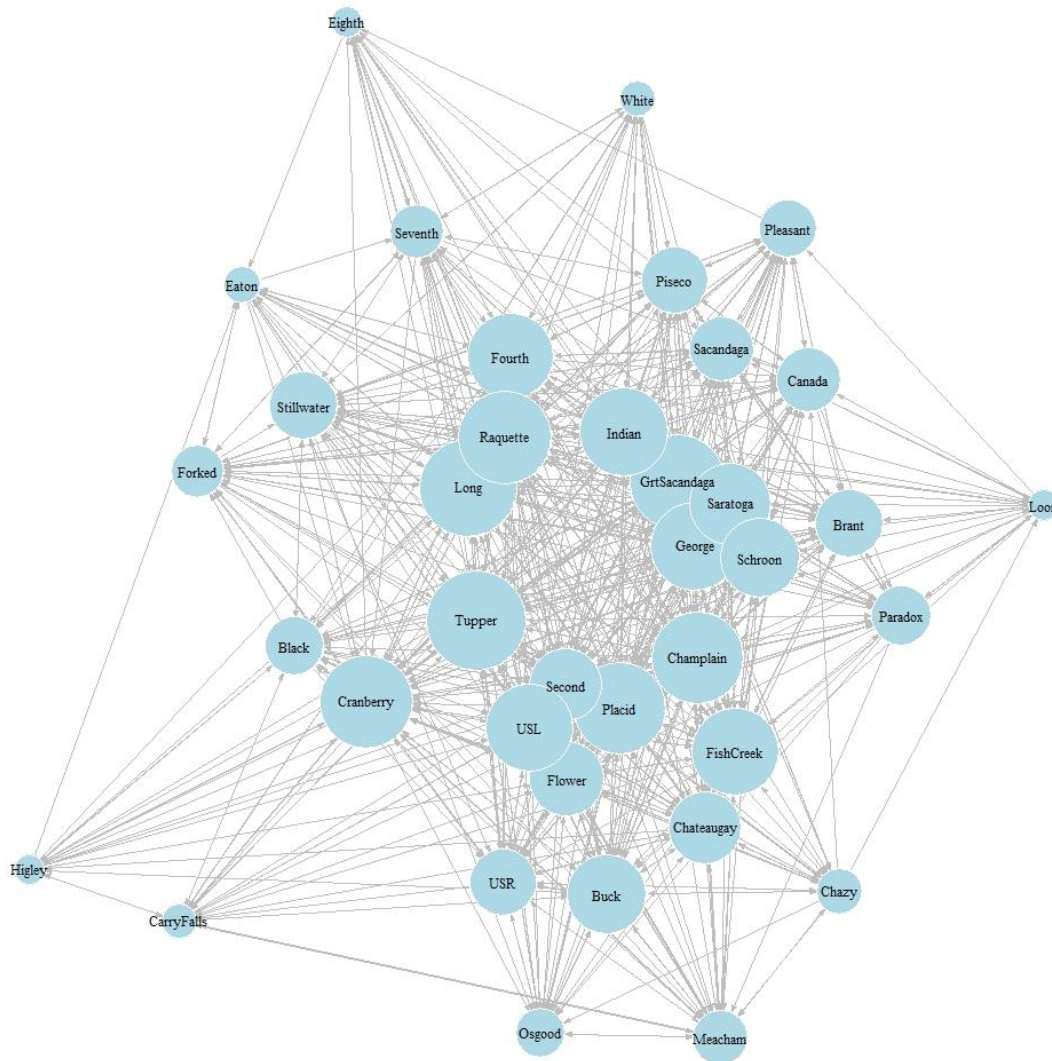 Eighth
White
Pleasant
Seventh
Piseco
Eaton
Sacandaga
Fourth
Canada
Stillwater
Indian
Raquette
Forked
GrtSacandaga
Long
Saratoga
Loon
Brant
George
Schroon
Paradox
Tupper
Black
Champlain
Second
Cranberry
Placid
USL
FishCreek
Flower
Chateaugay
Higley
USR
Chazy
Buck
CarryFalls
Osgood
Meacham